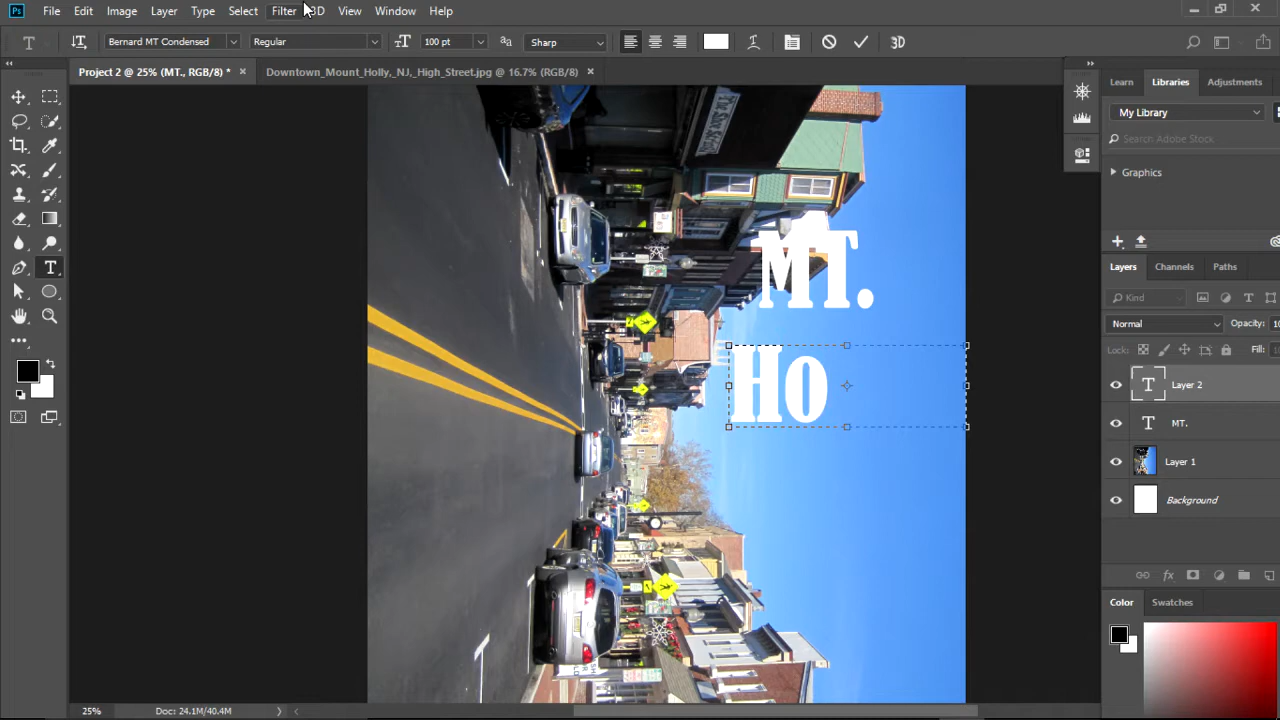 Ps File Edit Image Layer Type Select Filter 3D View Window Help
T Bernard MT Condensed Regular 100 pt Sharp 3D
Project 2 @ 25% (MT., RGB/8) * × Downtown_Mount_Holly,_NJ,_High_Street.jpg @ 16.7% (RGB/8) ×
Learn Libraries Adjustments
My Library
Search Adobe Stock
Graphics
MT.
Ho
Layers Channels Paths
Kind
Normal Opacity: 10
Lock: Fill:
T Layer 2
T MT.
Layer 1
Background
Color Swatches
25% Doc: 24.1M/40.4M